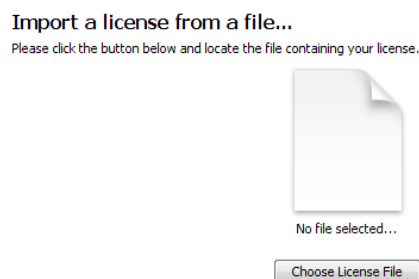 Import a license from a file...
Please click the button below and locate the file containing your license.
No file selected...
Choose License File